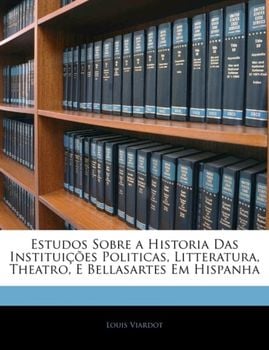 Estudos Sobre a Historia Das
Instituições Politicas, Litteratura,
Theatro, E Bellasartes Em Hispanha
Louis Viardot